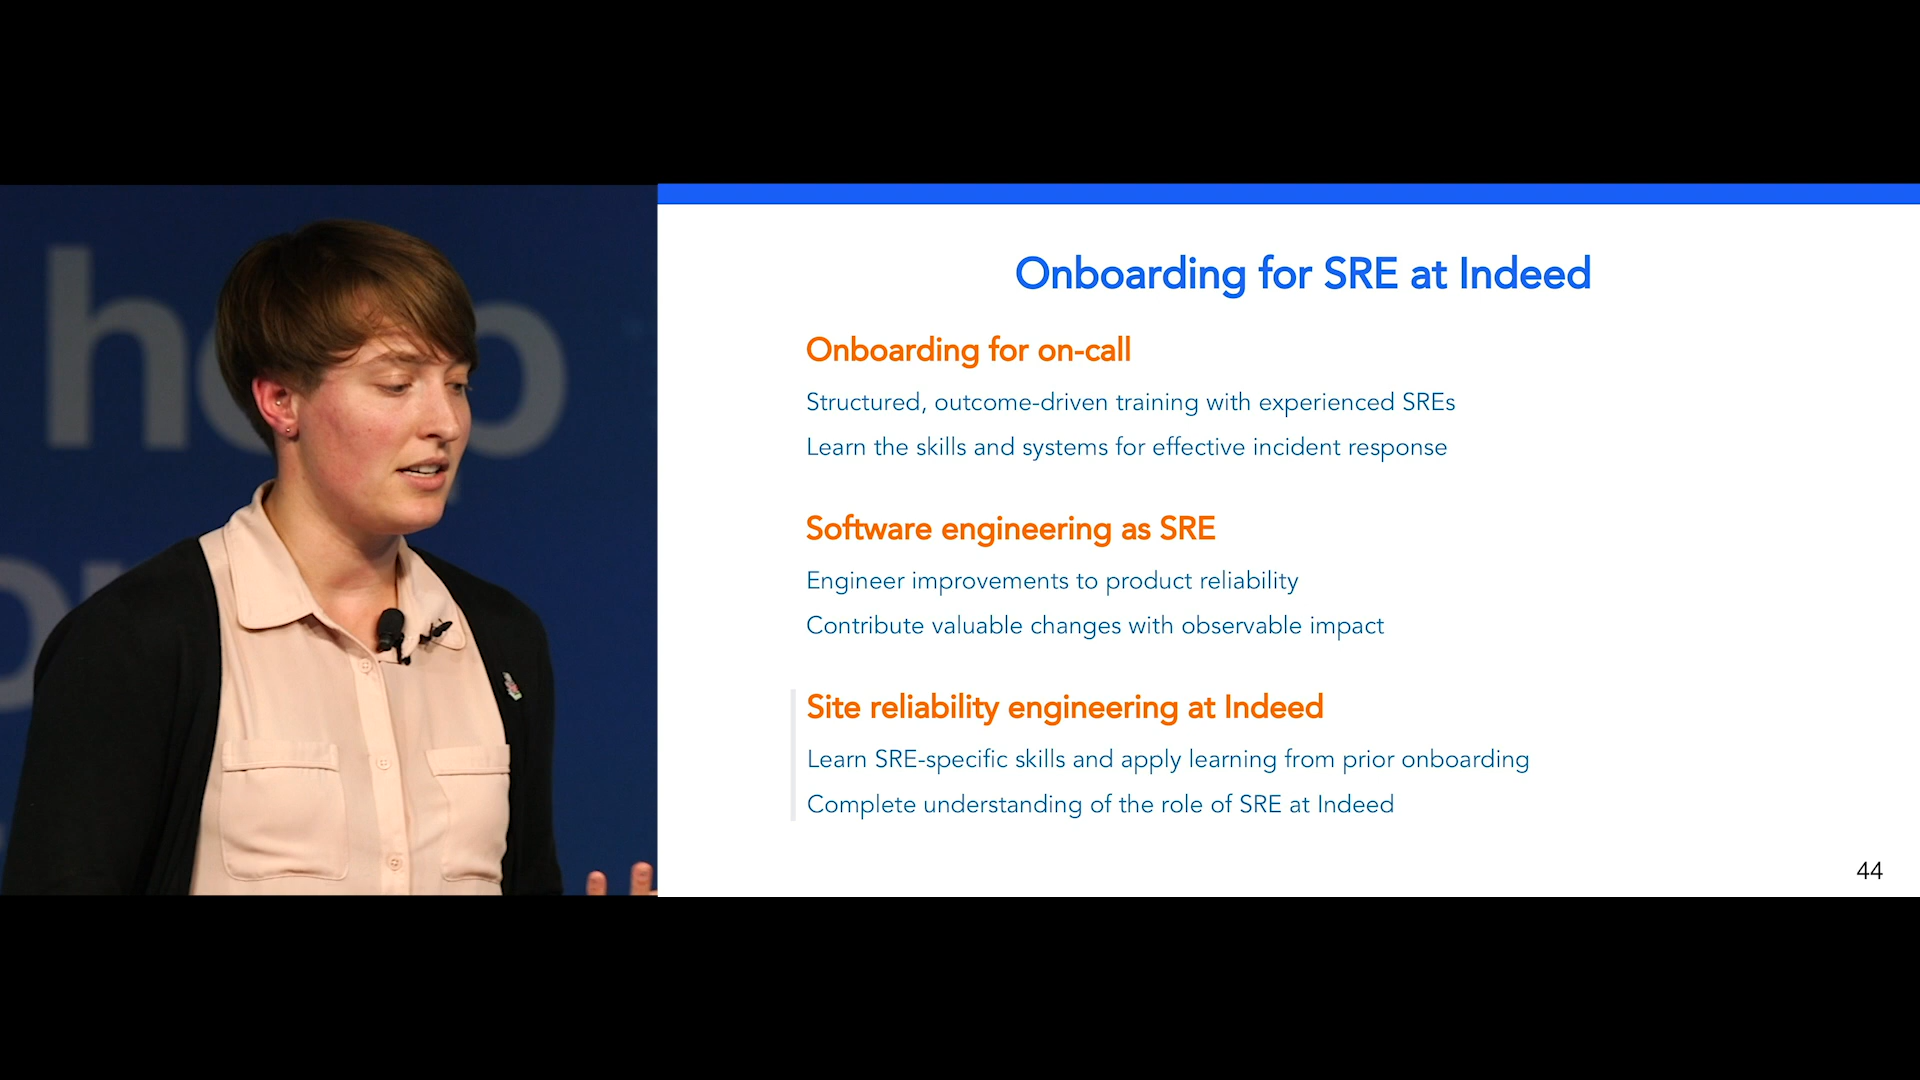 help
Onboarding for SRE at Indeed
Onboarding for on-call
Structured, outcome-driven training with experienced SREs
Learn the skills and systems for effective incident response
Software engineering as SRE
Engineer improvements to product reliability
Contribute valuable changes with observable impact
Site reliability engineering at Indeed
Learn SRE-specific skills and apply learning from prior onboarding
Complete understanding of the role of SRE at Indeed
44